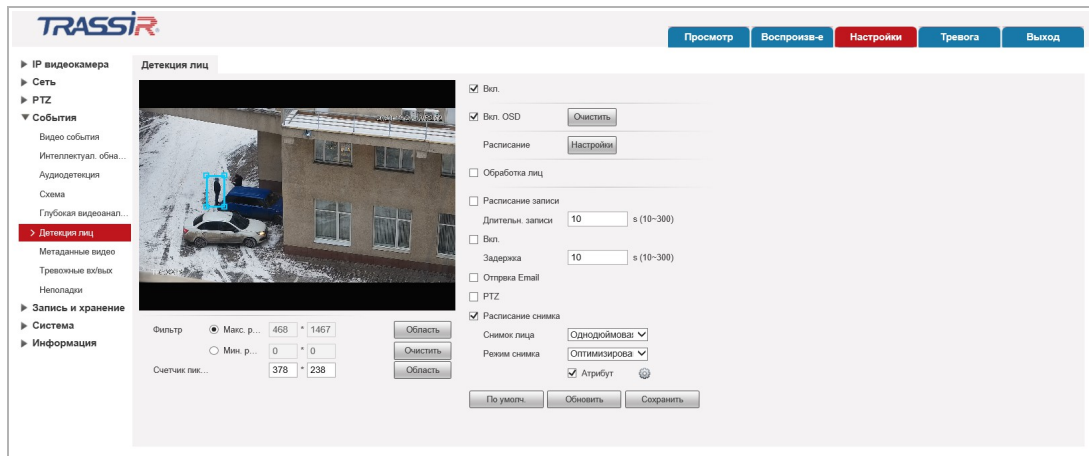 TRASSIR
Просмотр Воспроизв-е Настройки Тревога Выход
IP видеокамера
Сеть
PTZ
События
Видео события
Интеллектуал. обна...
Аудиодетекция
Схема
Глубокая видеоанал...
> Детекция лиц
Метаданные видео
Тревожные вх/вых
Неполадки
Запись и хранение
Система
Информация
Детекция лиц
Фильтр Макс. р... 468 * 1467 Область
Мин. р... 0 * 0 Очистить
Счетчик пик... 378 * 238 Область
Вкл.
Вкл. OSD Очистить
Расписание Настройки
Обработка лиц
Расписание записи
Длительн. записи 10 s (10~300)
Вкл.
Задержка 10 s (10~300)
Отпрвка Email
PTZ
Расписание снимка
Снимок лица Однодюймовая
Режим снимка Оптимизирова
Атрибут
По умолч. Обновить Сохранить